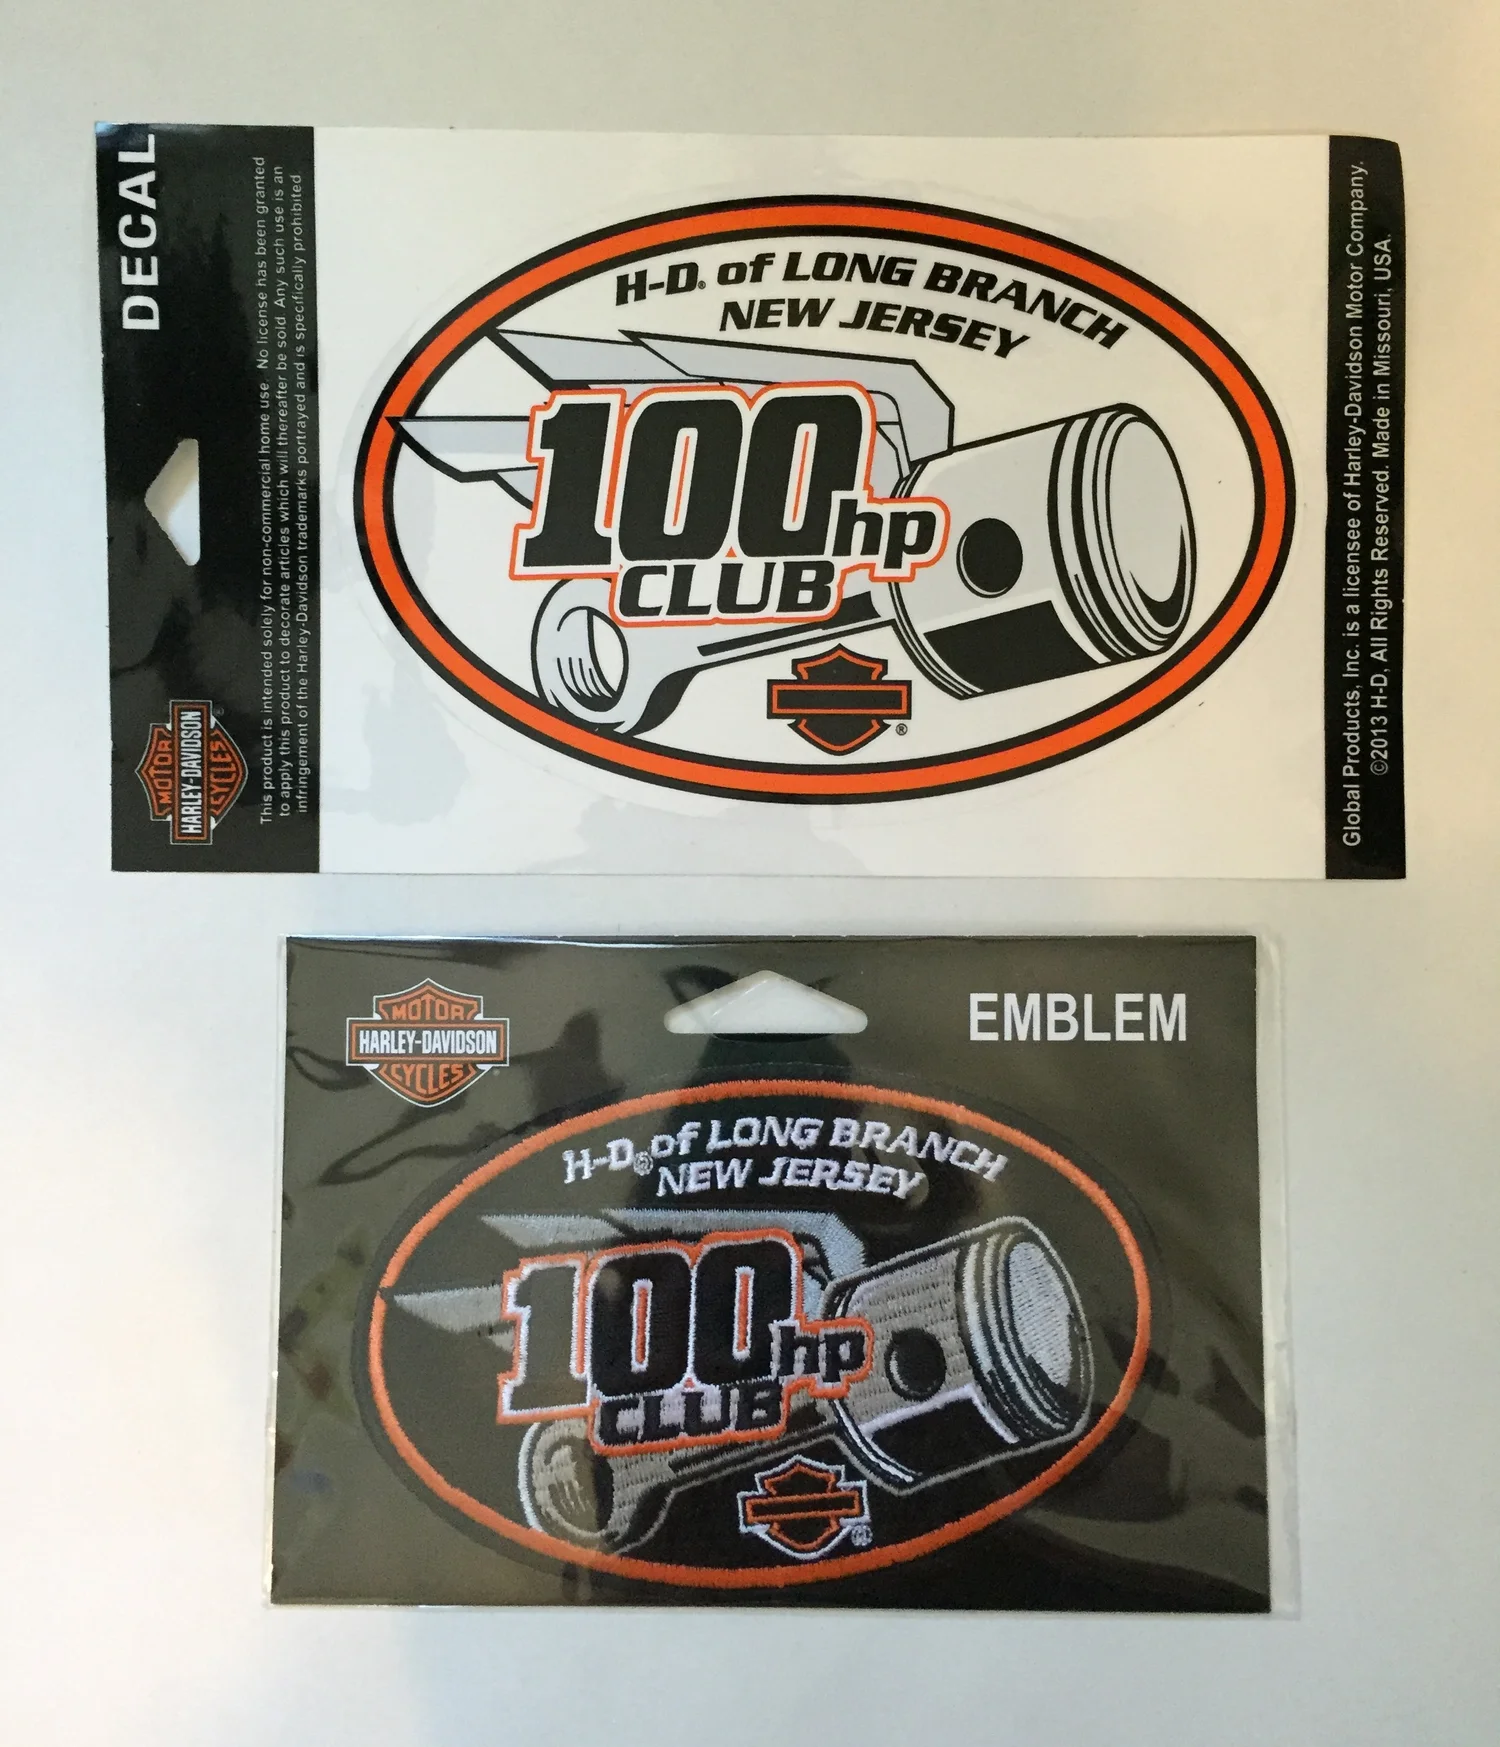 DECAL
This product is intended solely for non-commercial home use. No license has been granted
to apply this product to decorate articles which will thereafter be sold. Any such use is an
infringement of the Harley-Davidson trademarks portrayed and is specifically prohibited.
MOTOR
HARLEY-DAVIDSON
CYCLES
®
H-D® of LONG BRANCH
NEW JERSEY
100hp
CLUB
®
Global Products, Inc. is a licensee of Harley-Davidson Motor Company.
©2013 H-D, All Rights Reserved. Made in Missouri, USA.
MOTOR
HARLEY-DAVIDSON
CYCLES
EMBLEM
H-D® of LONG BRANCH
NEW JERSEY
100hp
CLUB
®